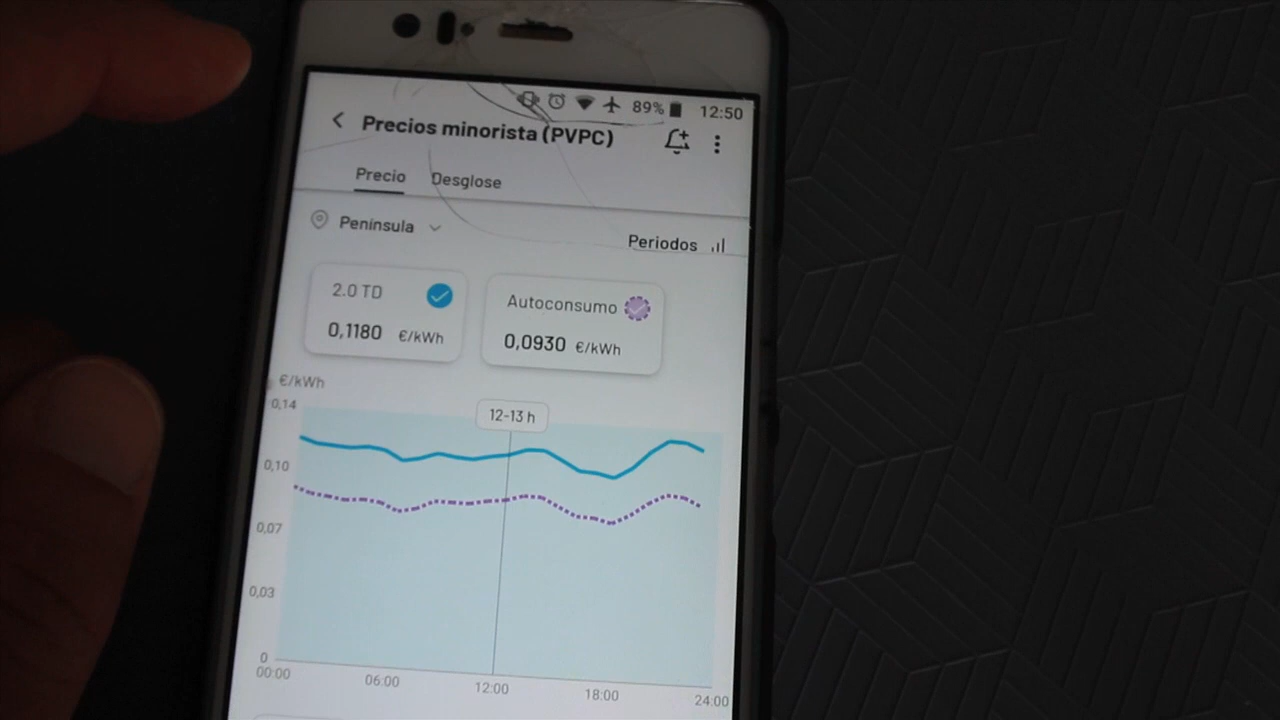 89% 12:50
Precios minorista (PVPC)
Precio Desglose
Península
Periodos
2.0 TD
0,1180 €/kWh
Autoconsumo
0,0930 €/kWh
€/kWh
0,14
12-13 h
0,10
0,07
0,03
0
00:00 06:00 12:00 18:00 24:00